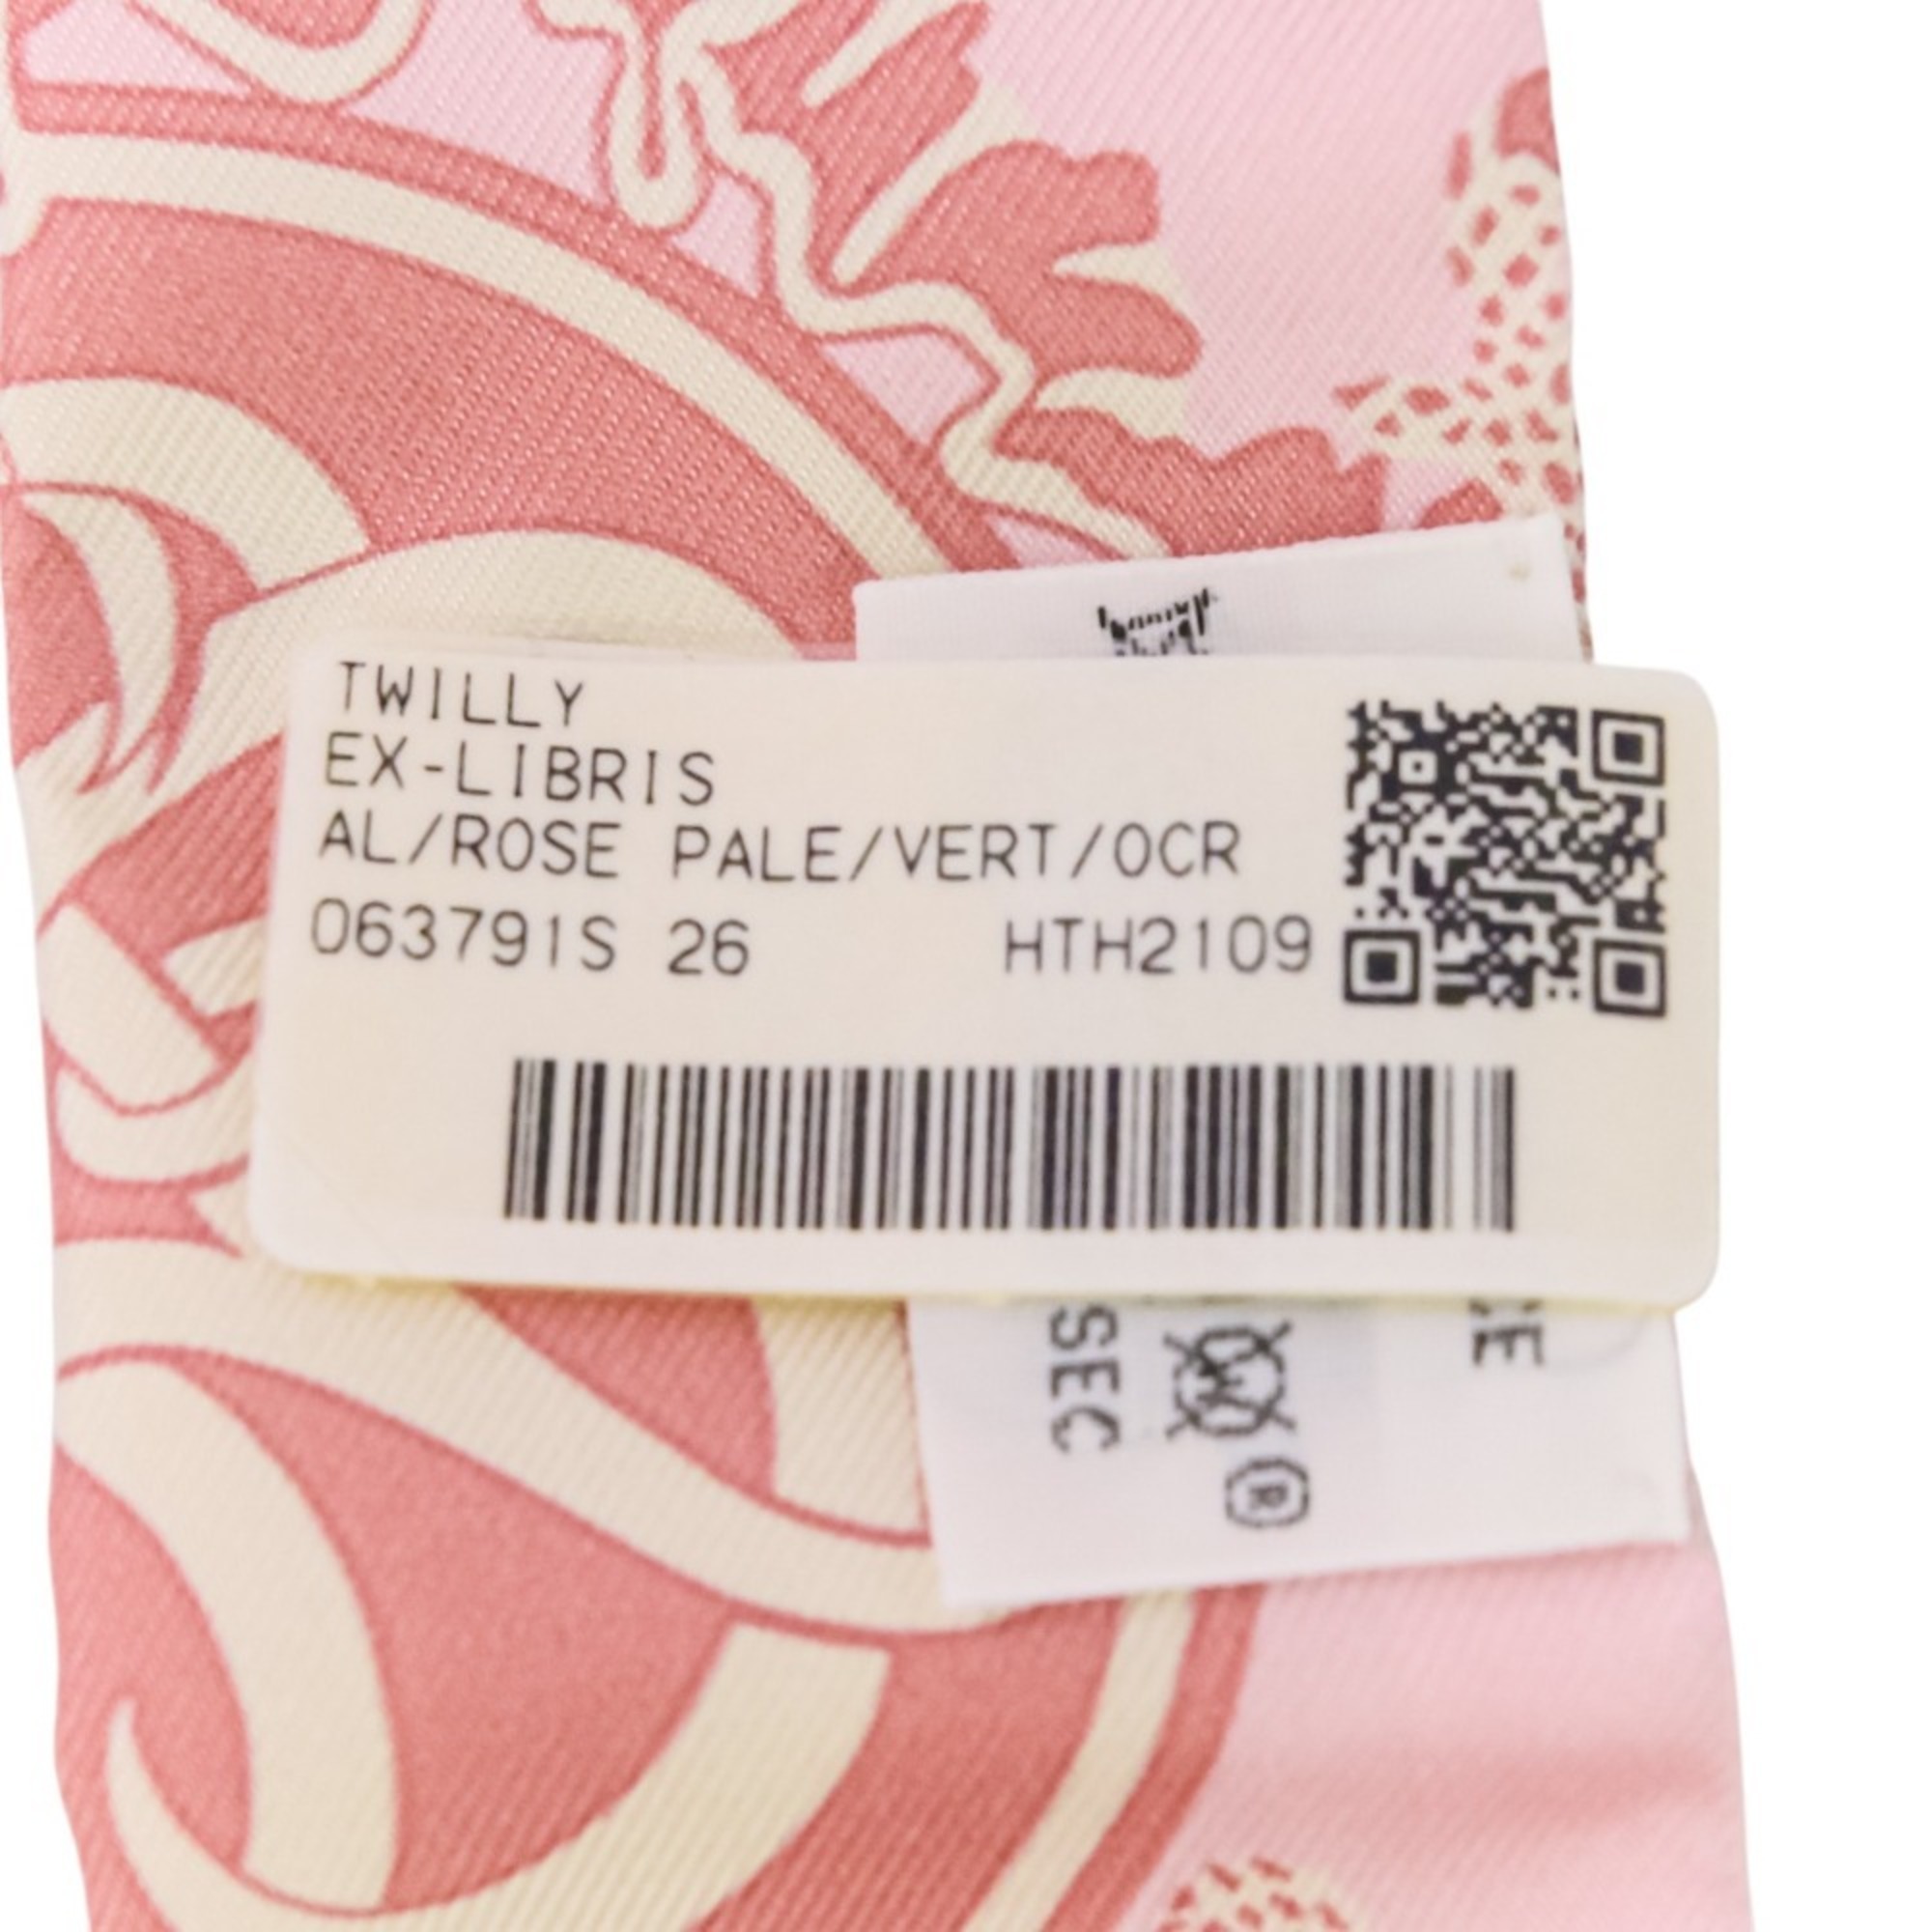 TWILLY
EX-LIBRIS
AL/ROSE PALE/VERT/OCR
063791S 26 HTH2109
SEC
W
®